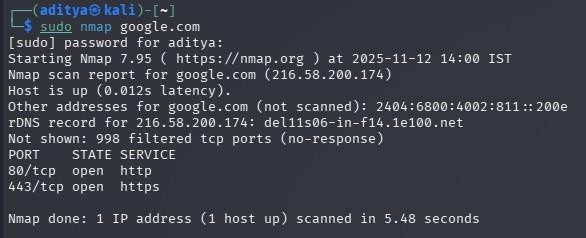 ┌──(aditya㉿kali)-[~]
└─$ sudo nmap google.com
[sudo] password for aditya:
Starting Nmap 7.95 ( https://nmap.org ) at 2025-11-12 14:00 IST
Nmap scan report for google.com (216.58.200.174)
Host is up (0.012s latency).
Other addresses for google.com (not scanned): 2404:6800:4002:811::200e
rDNS record for 216.58.200.174: del11s06-in-f14.1e100.net
Not shown: 998 filtered tcp ports (no-response)
PORT    STATE SERVICE
80/tcp  open  http
443/tcp open  https

Nmap done: 1 IP address (1 host up) scanned in 5.48 seconds